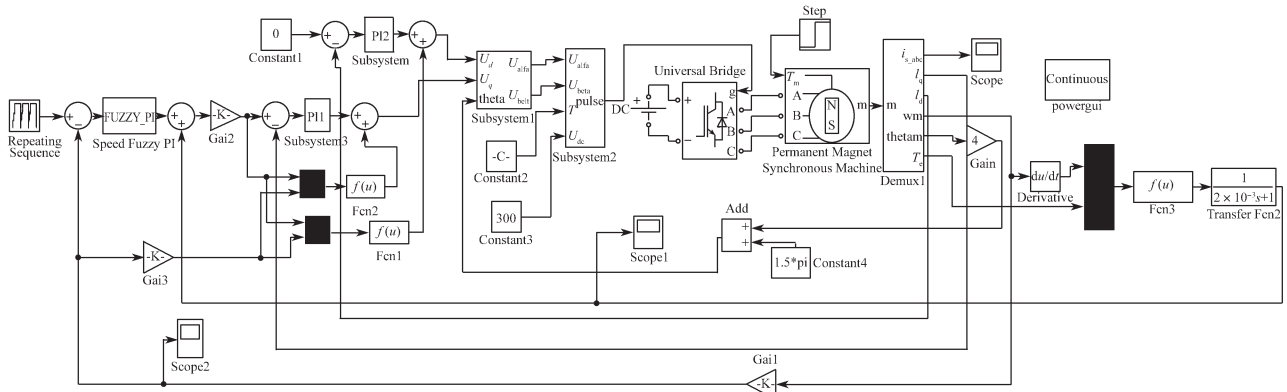 Step
0
Constant1
PI2
Subsystem
U_d
U_q
theta
U_alfa
U_belt
Subsystem1
U_alfa
U_beta
T
U_dc
pulse
Subsystem2
Universal Bridge
DC
+
+
−
g
A
B
C
T_m
A
B
C
N
S
m
Permanent Magnet
Synchronous Machine
m
i_s_abc
I_q
I_d
wm
thetam
T_e
Demux1
Scope
Continuous
powergui
4
Gain
Repeating
Sequence
FUZZY_PI
Speed Fuzzy PI
-K-
Gai2
PI1
Subsystem3
f(u)
Fcn2
f(u)
Fcn1
-K-
Gai3
-C-
Constant2
300
Constant3
Scope1
Add
+
+
1.5*pi
Constant4
du/dt
Derivative
f(u)
Fcn3
1
2 × 10⁻³s+1
Transfer Fcn2
Scope2
Gai1
-K-